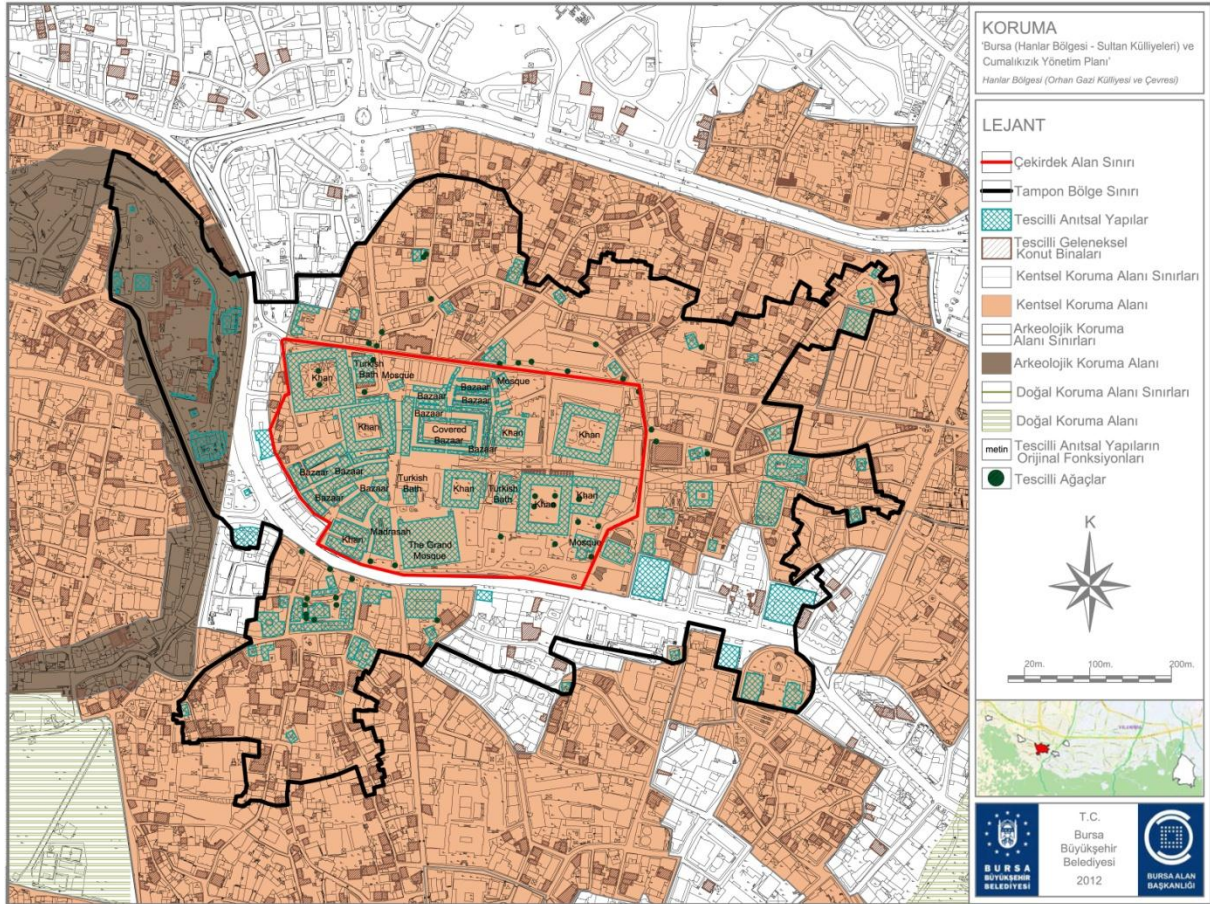 KORUMA
'Bursa (Hanlar Bölgesi - Sultan Külliyeleri) ve
Cumalıkızık Yönetim Planı'
Hanlar Bölgesi (Orhan Gazi Külliyesi ve Çevresi)
LEJANT
Çekirdek Alan Sınırı
Tampon Bölge Sınırı
Tescilli Anıtsal Yapılar
Tescilli Geleneksel
Konut Binaları
Kentsel Koruma Alanı Sınırları
Kentsel Koruma Alanı
Arkeolojik Koruma
Alanı Sınırları
Arkeolojik Koruma Alanı
Doğal Koruma Alanı Sınırları
Doğal Koruma Alanı
metin
Tescilli Anıtsal Yapıların
Orijinal Fonksiyonları
Tescilli Ağaçlar
K
20m. 100m. 200m.
T.C.
Bursa
Büyükşehir
Belediyesi
2012
BURSA
BÜYÜKŞEHİR
BELEDİYESİ
BURSA ALAN
BAŞKANLIĞI
Khan
Turkish
Bath
Mosque
Mosque
Bazaar
Bazaar
Bazaar
Bazaar
Khan
Covered
Bazaar
Khan
Khan
Bazaar
Bazaar
Bazaar
Bazaar
Bazaar
Turkish
Bath
Khan
Turkish
Bath
Khan
Khan
Khan
Madrasah
The Grand
Mosque
Mosque